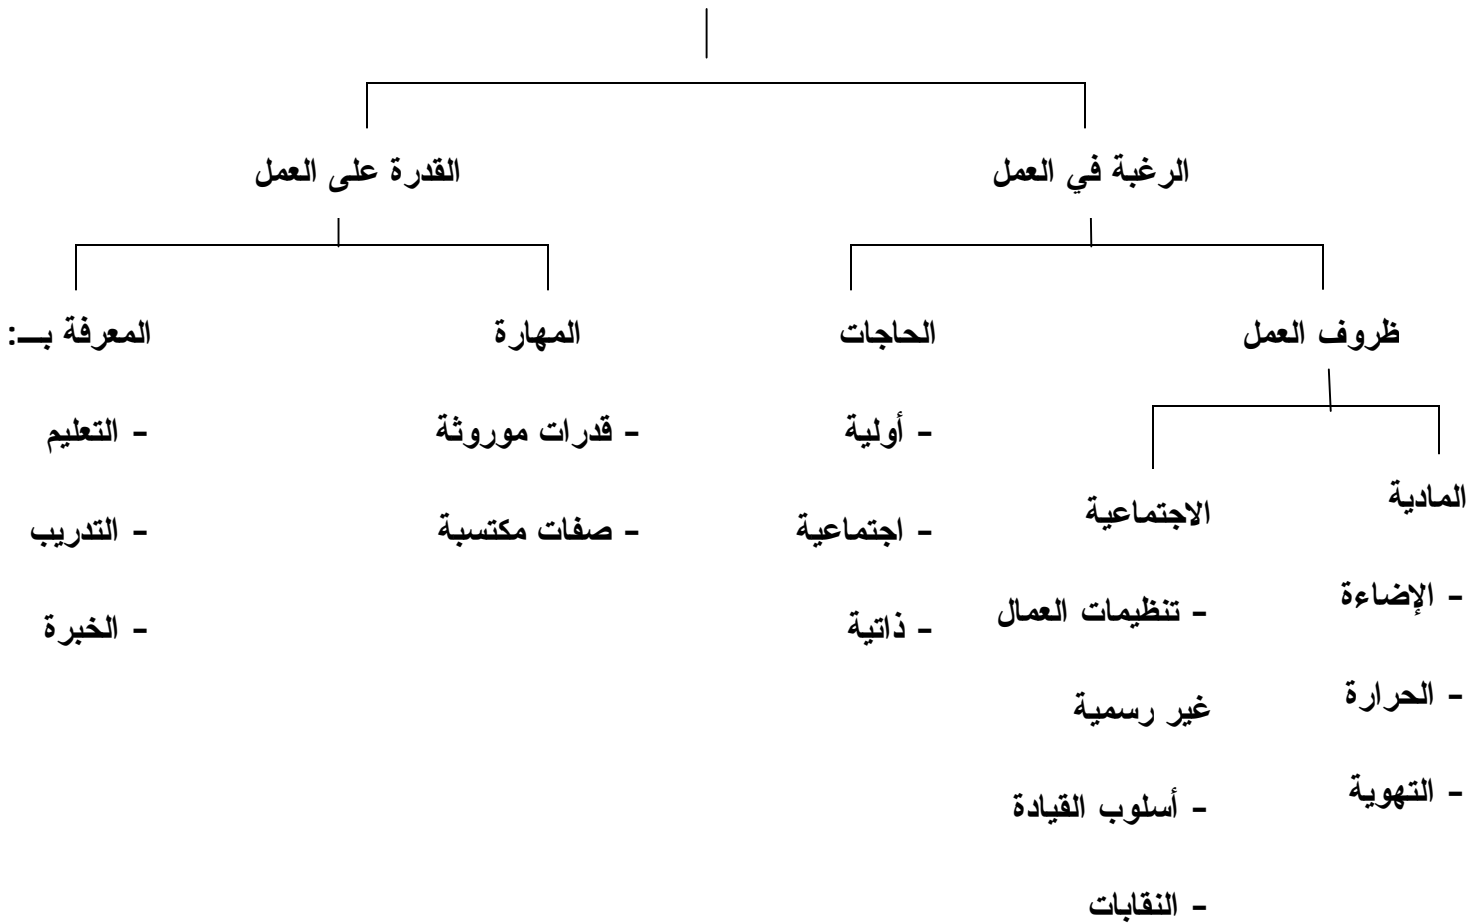 الرغبة في العمل
القدرة على العمل
ظروف العمل
الحاجات
المهارة
المعرفة بـــ:
المادية
- الإضاءة
- الحرارة
- التهوية
الاجتماعية
- تنظيمات العمال
غير رسمية
- أسلوب القيادة
- النقابات
- أولية
- اجتماعية
- ذاتية
- قدرات موروثة
- صفات مكتسبة
- التعليم
- التدريب
- الخبرة